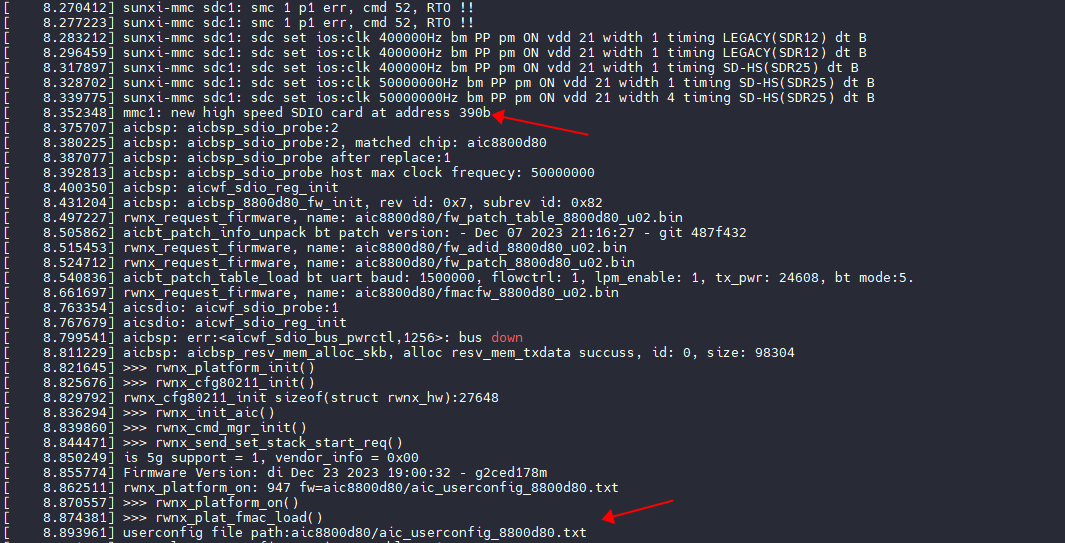 [    8.270412] sunxi-mmc sdc1: smc 1 p1 err, cmd 52, RTO !!
[    8.277223] sunxi-mmc sdc1: smc 1 p1 err, cmd 52, RTO !!
[    8.283212] sunxi-mmc sdc1: sdc set ios:clk 400000Hz bm PP pm ON vdd 21 width 1 timing LEGACY(SDR12) dt B
[    8.296459] sunxi-mmc sdc1: sdc set ios:clk 400000Hz bm PP pm ON vdd 21 width 1 timing LEGACY(SDR12) dt B
[    8.317897] sunxi-mmc sdc1: sdc set ios:clk 400000Hz bm PP pm ON vdd 21 width 1 timing SD-HS(SDR25) dt B
[    8.328702] sunxi-mmc sdc1: sdc set ios:clk 50000000Hz bm PP pm ON vdd 21 width 1 timing SD-HS(SDR25) dt B
[    8.339775] sunxi-mmc sdc1: sdc set ios:clk 50000000Hz bm PP pm ON vdd 21 width 4 timing SD-HS(SDR25) dt B
[    8.352348] mmc1: new high speed SDIO card at address 390b
[    8.375707] aicbsp: aicbsp_sdio_probe:2
[    8.380225] aicbsp: aicbsp_sdio_probe:2, matched chip: aic8800d80
[    8.387077] aicbsp: aicbsp_sdio_probe after replace:1
[    8.392813] aicbsp: aicbsp_sdio_probe host max clock frequecy: 50000000
[    8.400350] aicbsp: aicwf_sdio_reg_init
[    8.431204] aicbsp: aicbsp_8800d80_fw_init, rev id: 0x7, subrev id: 0x82
[    8.497227] rwnx_request_firmware, name: aic8800d80/fw_patch_table_8800d80_u02.bin
[    8.505862] aicbt_patch_info_unpack bt patch version: - Dec 07 2023 21:16:27 - git 487f432
[    8.515453] rwnx_request_firmware, name: aic8800d80/fw_adid_8800d80_u02.bin
[    8.524712] rwnx_request_firmware, name: aic8800d80/fw_patch_8800d80_u02.bin
[    8.540836] aicbt_patch_table_load bt uart baud: 1500000, flowctrl: 1, lpm_enable: 1, tx_pwr: 24608, bt mode:5.
[    8.661697] rwnx_request_firmware, name: aic8800d80/fmacfw_8800d80_u02.bin
[    8.763354] aicsdio: aicwf_sdio_probe:1
[    8.767679] aicsdio: aicwf_sdio_reg_init
[    8.799541] aicbsp: err:<aicwf_sdio_bus_pwrctl,1256>: bus down
[    8.811229] aicbsp: aicbsp_resv_mem_alloc_skb, alloc resv_mem_txdata succuss, id: 0, size: 98304
[    8.821645] >>> rwnx_platform_init()
[    8.825676] >>> rwnx_cfg80211_init()
[    8.829792] rwnx_cfg80211_init sizeof(struct rwnx_hw):27648
[    8.836294] >>> rwnx_init_aic()
[    8.839860] >>> rwnx_cmd_mgr_init()
[    8.844471] >>> rwnx_send_set_stack_start_req()
[    8.850249] is 5g support = 1, vendor_info = 0x00
[    8.855774] Firmware Version: di Dec 23 2023 19:00:32 - g2ced178m
[    8.862511] rwnx_platform_on: 947 fw=aic8800d80/aic_userconfig_8800d80.txt
[    8.870557] >>> rwnx_platform_on()
[    8.874381] >>> rwnx_plat_fmac_load()
[    8.893961] userconfig file path:aic8800d80/aic_userconfig_8800d80.txt